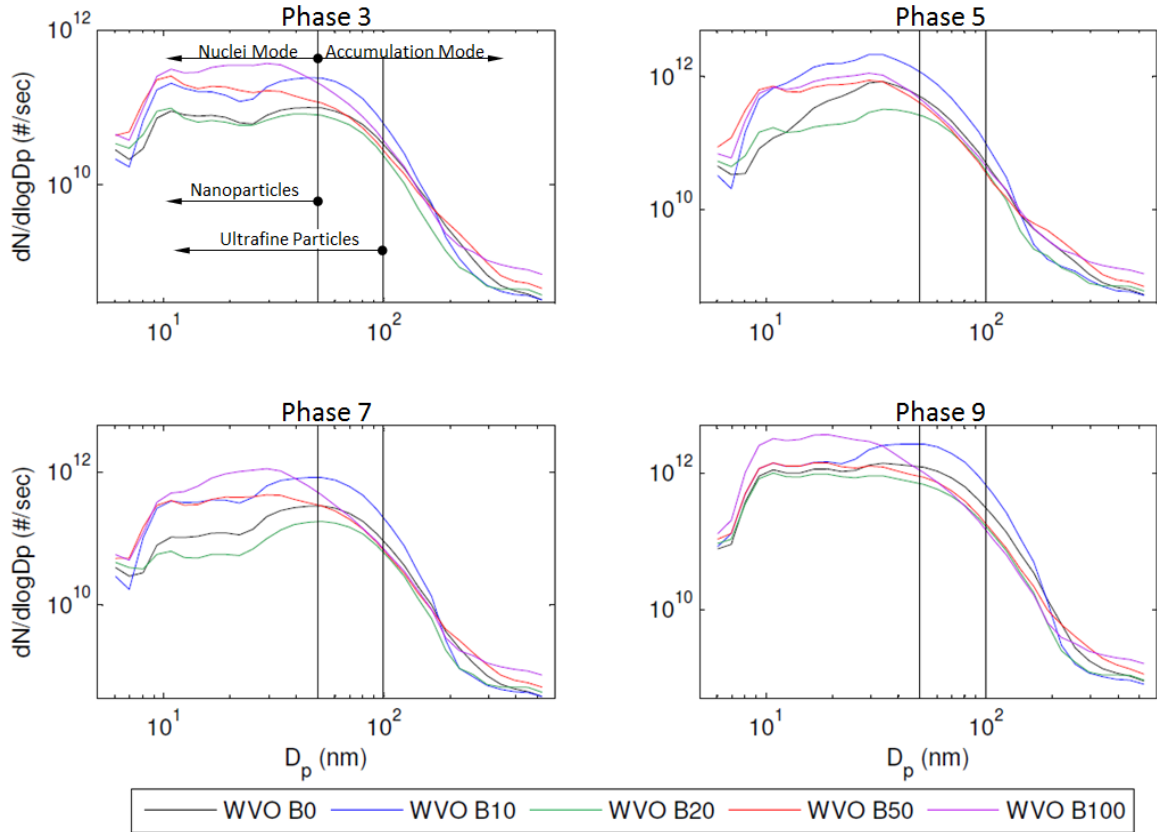 Phase 3
Phase 5
10^12
Nuclei Mode
Accumulation Mode
10^12
dN/dlogDp (#/sec)
10^10
Nanoparticles
10^10
Ultrafine Particles
10^1
10^2
10^1
10^2
Phase 7
Phase 9
10^12
10^12
dN/dlogDp (#/sec)
10^10
10^10
10^1
10^2
10^1
10^2
D_p (nm)
D_p (nm)
WVO B0
WVO B10
WVO B20
WVO B50
WVO B100